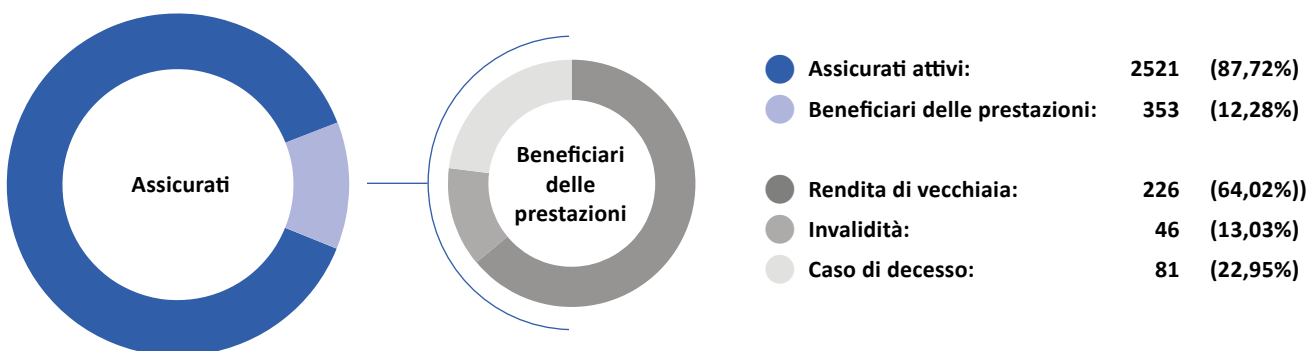 Assicurati
Beneficiari
delle
prestazioni
Assicurati attivi: 2521 (87,72%)
Beneficiari delle prestazioni: 353 (12,28%)
Rendita di vecchiaia: 226 (64,02%))
Invalidità: 46 (13,03%)
Caso di decesso: 81 (22,95%)